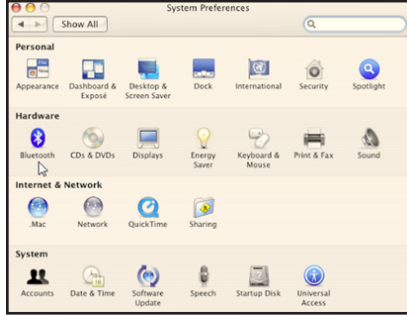 System Preferences
Show All
Personal
Appearance Dashboard & Exposé Desktop & Screen Saver Dock International Security Spotlight
Hardware
Bluetooth CDs & DVDs Displays Energy Saver Keyboard & Mouse Print & Fax Sound
Internet & Network
.Mac Network QuickTime Sharing
System
Accounts Date & Time Software Update Speech Startup Disk Universal Access